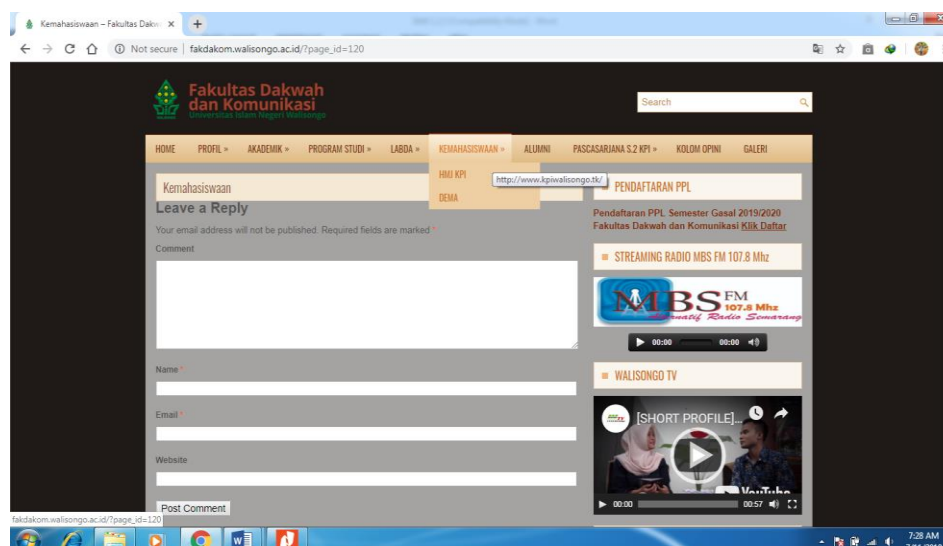 Kemahasiswaan – Fakultas Dakw
Not secure | fakdakom.walisongo.ac.id/?page_id=120
Fakultas Dakwah
dan Komunikasi
Universitas Islam Negeri Walisongo
Search
HOME PROFIL » AKADEMIK » PROGRAM STUDI » LABDA » KEMAHASISWAAN » ALUMNI PASCASARJANA S.2 KPI » KOLOM OPINI GALERI
HMJ KPI
http://www.kpiwalisongo.tk/
DEMA
Kemahasiswaan
Leave a Reply
Your email address will not be published. Required fields are marked *
Comment
Name *
Email *
Website
Post Comment
PENDAFTARAN PPL
Pendaftaran PPL Semester Gasal 2019/2020
Fakultas Dakwah dan Komunikasi Klik Daftar
STREAMING RADIO MBS FM 107.8 Mhz
MBS FM
107.8 Mhz
Radio Semarang
00:00 00:00
WALISONGO TV
[SHORT PROFILE]...
YouTube
00:00 00:57
fakdakom.walisongo.ac.id/?page_id=120
7:28 AM